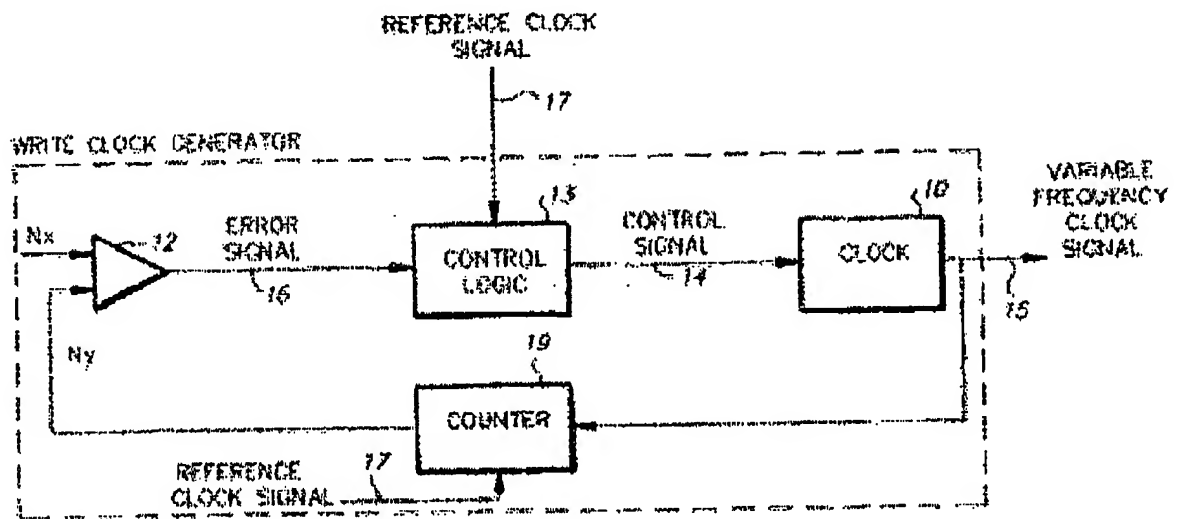 REFERENCE CLOCK
SIGNAL
17
WRITE CLOCK GENERATOR
VARIABLE
FREQUENCY
CLOCK
SIGNAL
13
10
Nx
12
ERROR
SIGNAL
CONTROL
SIGNAL
CONTROL
LOGIC
CLOCK
16
14
15
Ny
19
COUNTER
REFERENCE
CLOCK SIGNAL
17